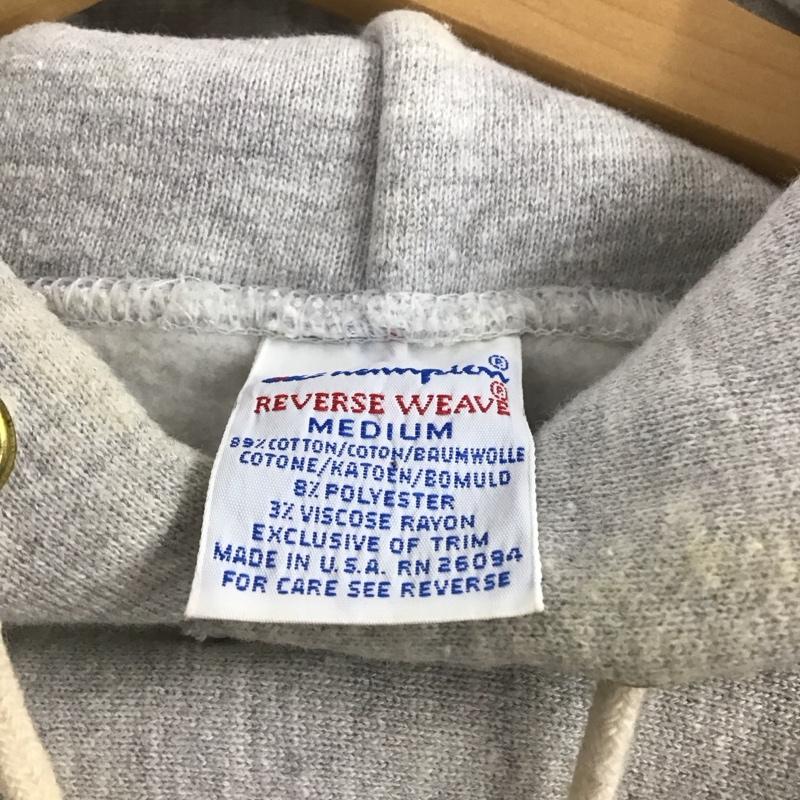 Champion®
REVERSE WEAVE®
MEDIUM
89% COTTON/COTON/BAUMWOLLE
COTONE/KATOEN/BOMULD
8% POLYESTER
3% VISCOSE RAYON
EXCLUSIVE OF TRIM
MADE IN U.S.A. RN 26094
FOR CARE SEE REVERSE